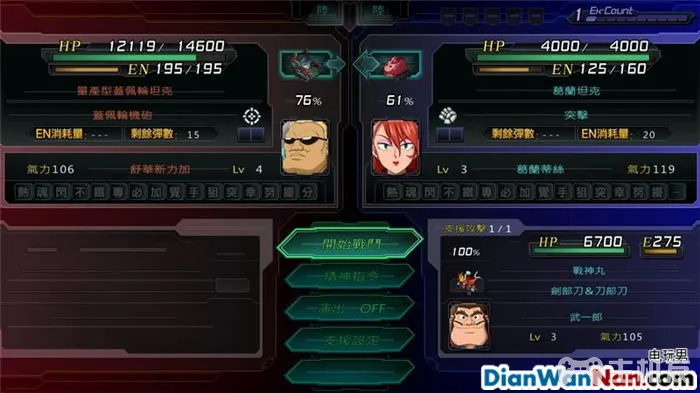 陸 陸 1 ExCount
HP 12119/ 14600
EN 195/195
量產型蓋佩輪坦克
蓋佩輪機砲
EN消耗量：--- 剩餘彈數： 15
76%
氣力106 舒華新力加 Lv 4
熱魂閃不鐵專必加覺手狙突幸努擾分
HP 4000/ 4000
EN 125/160
葛蘭坦克
突擊
61%
剩餘彈數：--- EN消耗量： 20
Lv 3 葛蘭蒂絲 氣力119
熱魂閃不鐵專必加覺手狙突幸努擾
開始戰鬥
精神指令
演出 OFF
支援設定
支援攻擊1/1
100% HP 6700 E275
戰神丸
劍部刀&刀部刀
武一郎
Lv 3 氣力105
电玩男
DianWanNan.com